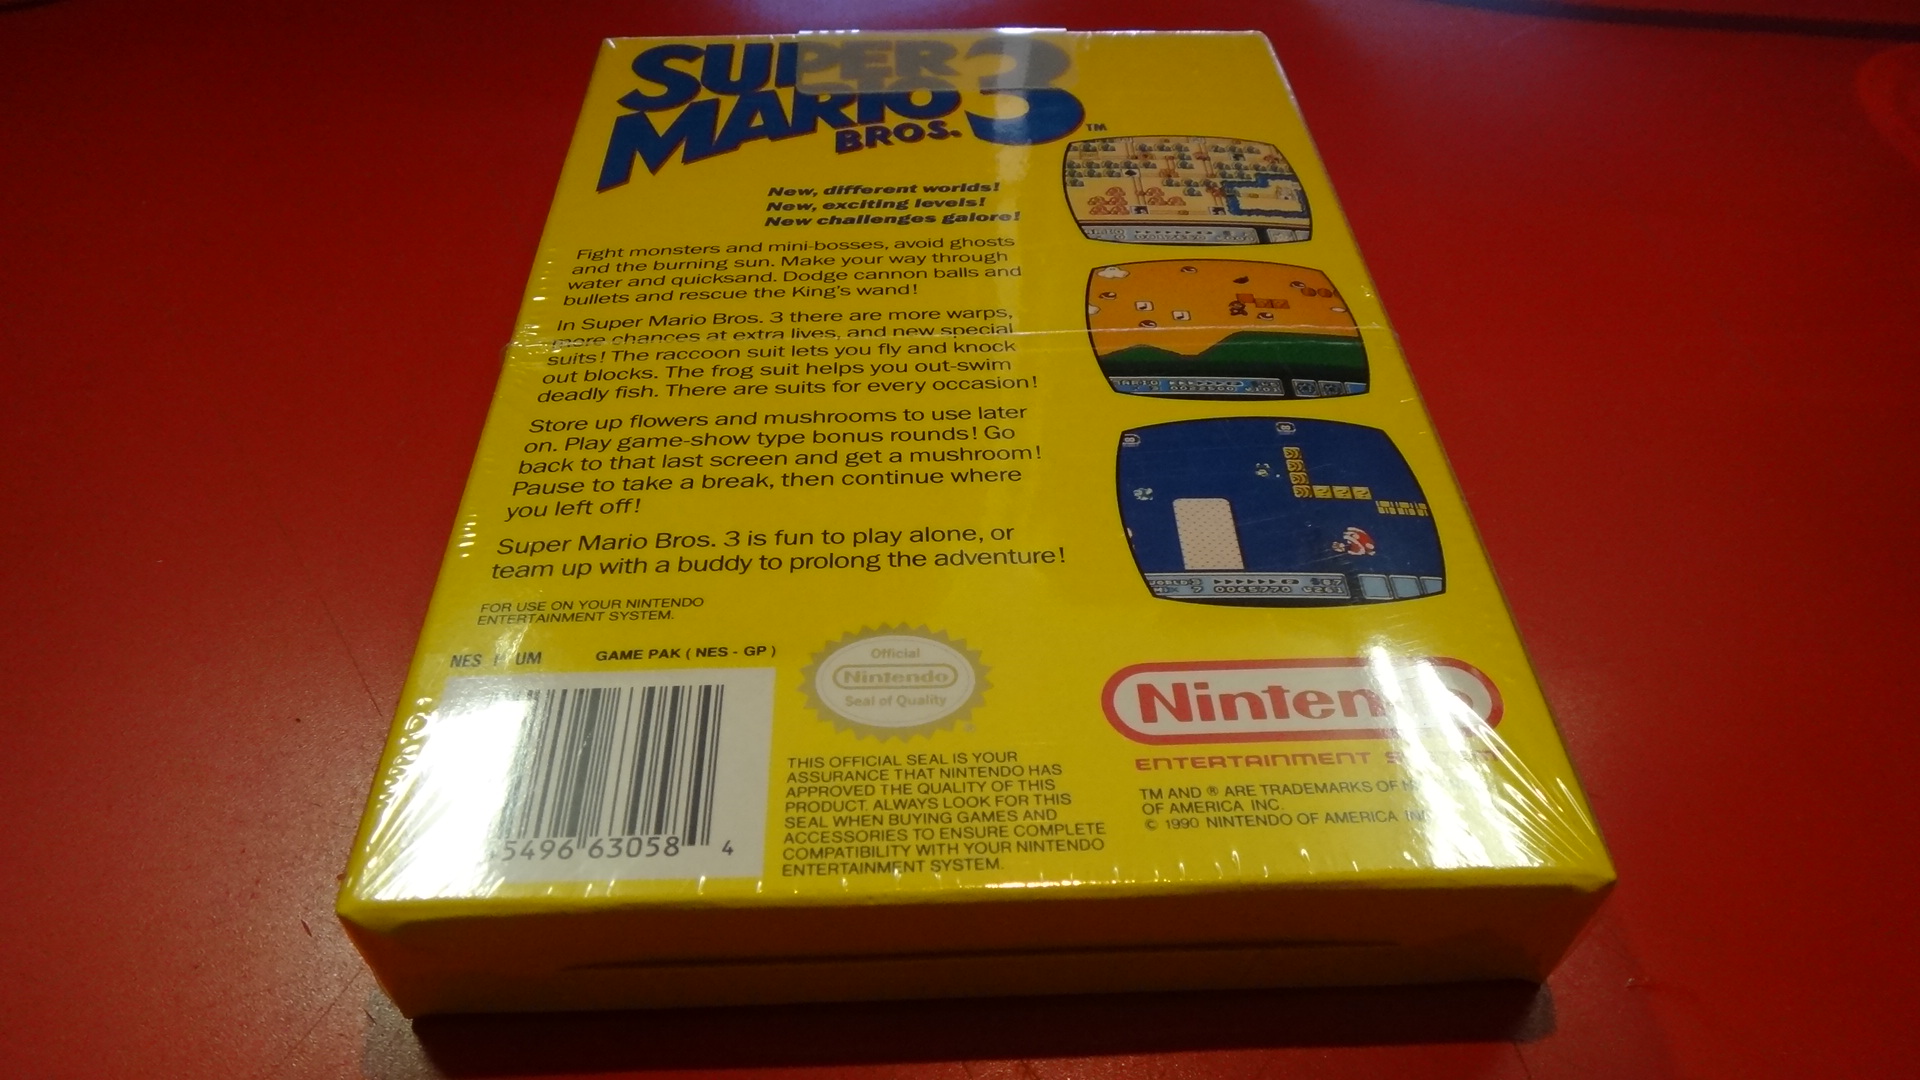 SUPER
MARIO
BROS. 3 ™
New, different worlds!
New, exciting levels!
New challenges galore!
Fight monsters and mini-bosses, avoid ghosts
and the burning sun. Make your way through
water and quicksand. Dodge cannon balls and
bullets and rescue the King's wand!
In Super Mario Bros. 3 there are more warps,
more chances at extra lives, and new special
suits! The raccoon suit lets you fly and knock
out blocks. The frog suit helps you out-swim
deadly fish. There are suits for every occasion!
Store up flowers and mushrooms to use later
on. Play game-show type bonus rounds! Go
back to that last screen and get a mushroom!
Pause to take a break, then continue where
you left off!
Super Mario Bros. 3 is fun to play alone, or
team up with a buddy to prolong the adventure!
FOR USE ON YOUR NINTENDO
ENTERTAINMENT SYSTEM.
NES UM
GAME PAK ( NES - GP )
5496 63058 4
Official
Nintendo
Seal of Quality
THIS OFFICIAL SEAL IS YOUR
ASSURANCE THAT NINTENDO HAS
APPROVED THE QUALITY OF THIS
PRODUCT. ALWAYS LOOK FOR THIS
SEAL WHEN BUYING GAMES AND
ACCESSORIES TO ENSURE COMPLETE
COMPATIBILITY WITH YOUR NINTENDO
ENTERTAINMENT SYSTEM.
Nintendo
ENTERTAINMENT
TM AND ® ARE TRADEMARKS OF
OF AMERICA INC.
© 1990 NINTENDO OF AMERICA